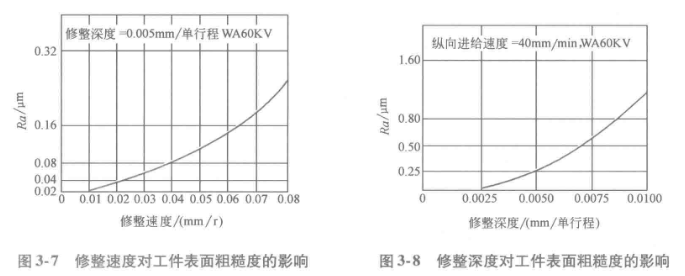 修整深度=0.005mm/单行程 WA60KV
0.32
0.16
0.08
0.04
0.02
Ra/μm
0 0.01 0.02 0.03 0.04 0.05 0.06 0.07 0.08
修整速度/(mm/r)
图3-7 修整速度对工件表面粗糙度的影响
纵向进给速度=40mm/min,WA60KV
1.60
0.80
0.50
0.25
Ra/μm
0 0.0025 0.0050 0.0075 0.0100
修整深度/(mm/单行程)
图3-8 修整深度对工件表面粗糙度的影响